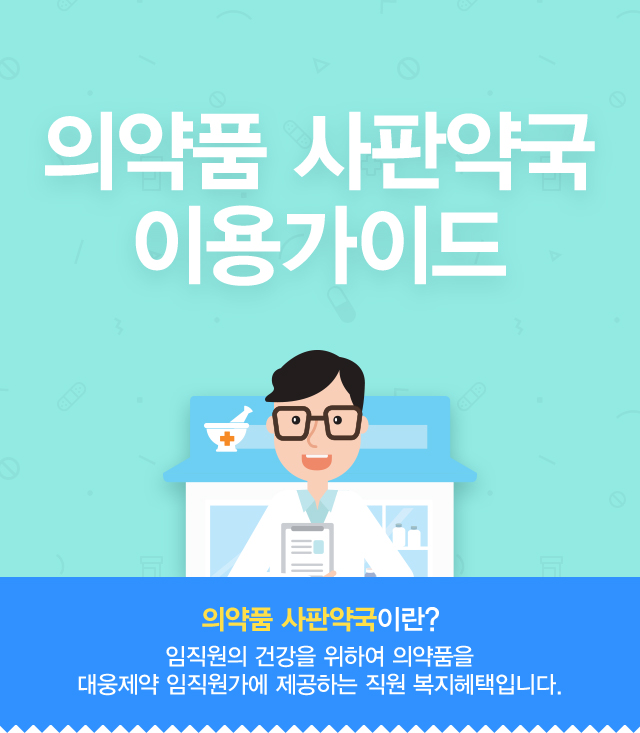 의약품 사판약국
이용가이드
의약품 사판약국이란?
임직원의 건강을 위하여 의약품을
대웅제약 임직원가에 제공하는 직원 복지혜택입니다.